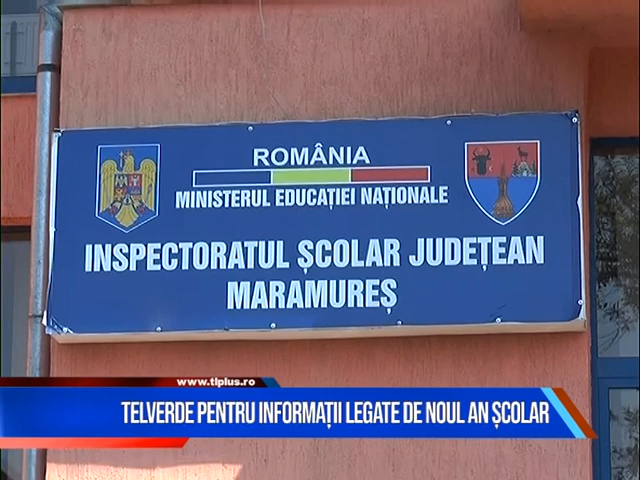 ROMÂNIA
MINISTERUL EDUCAȚIEI NAȚIONALE
INSPECTORATUL ȘCOLAR JUDEȚEAN
MARAMUREȘ
www.tlplus.ro
TELVERDE PENTRU INFORMAȚII LEGATE DE NOUL AN ȘCOLAR